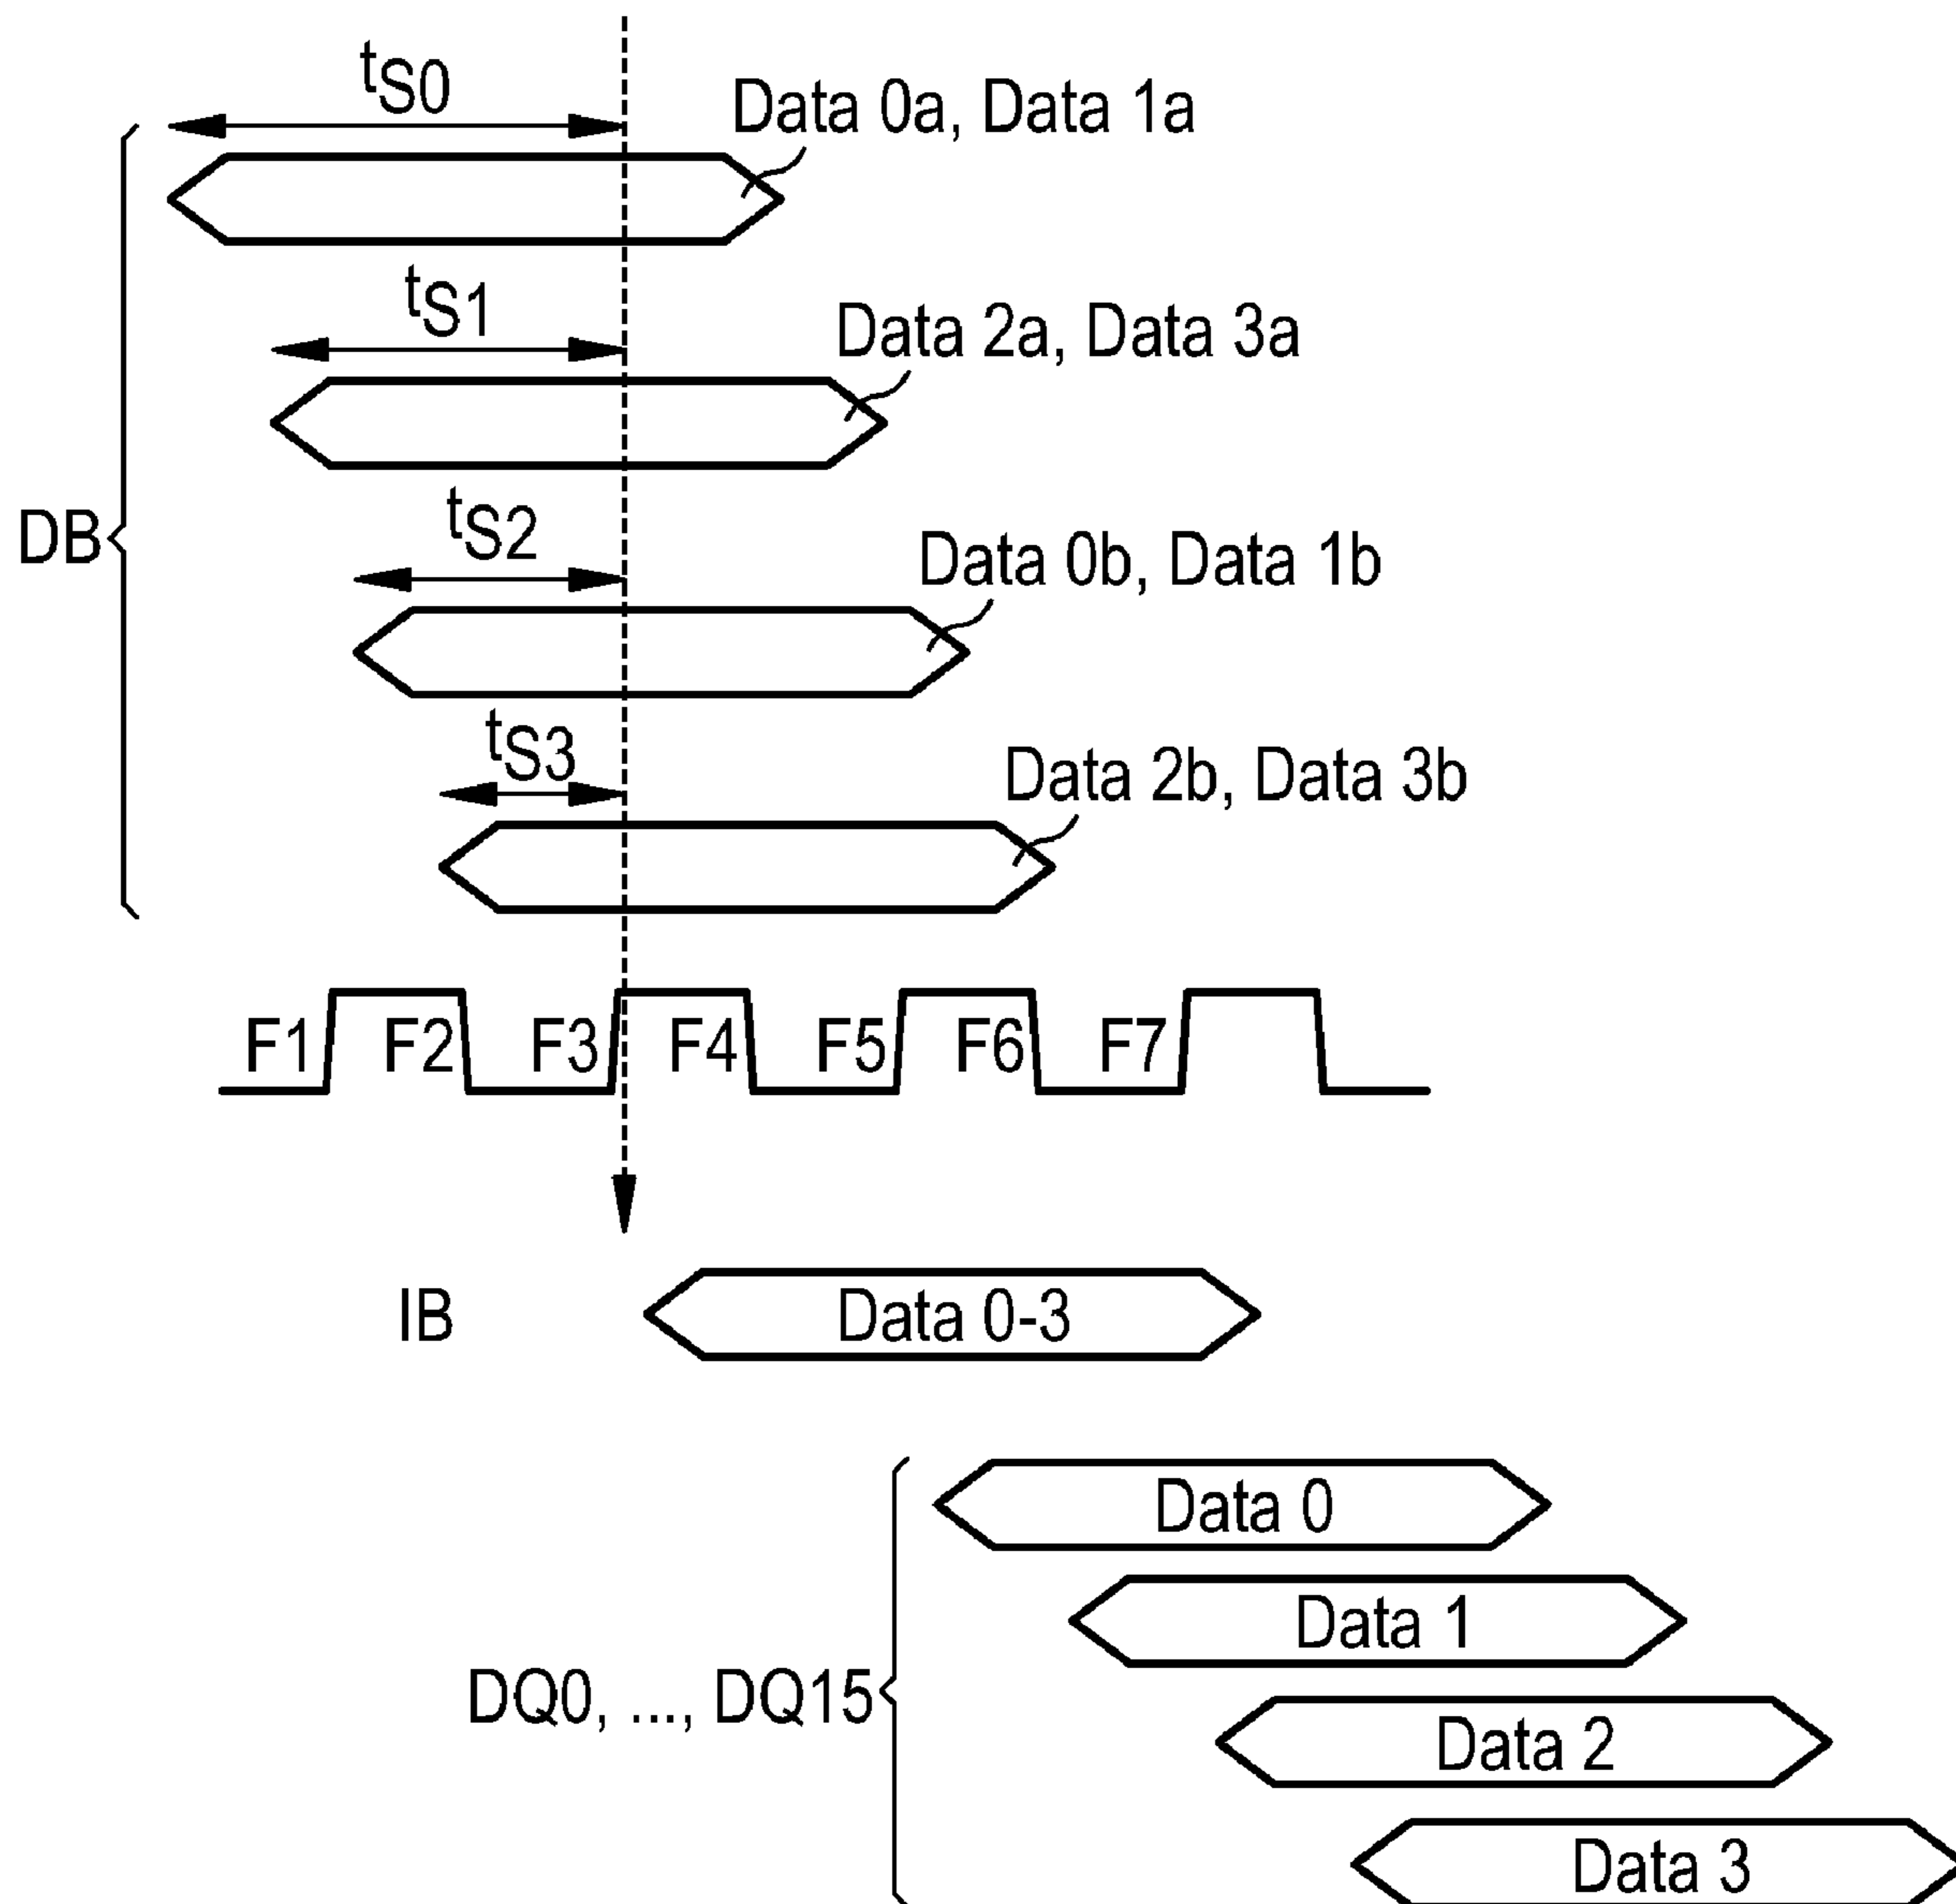 tS0
Data 0a, Data 1a
tS1
Data 2a, Data 3a
DB
tS2
Data 0b, Data 1b
tS3
Data 2b, Data 3b
F1 F2 F3 F4 F5 F6 F7
IB
Data 0-3
Data 0
Data 1
DQ0, ..., DQ15
Data 2
Data 3